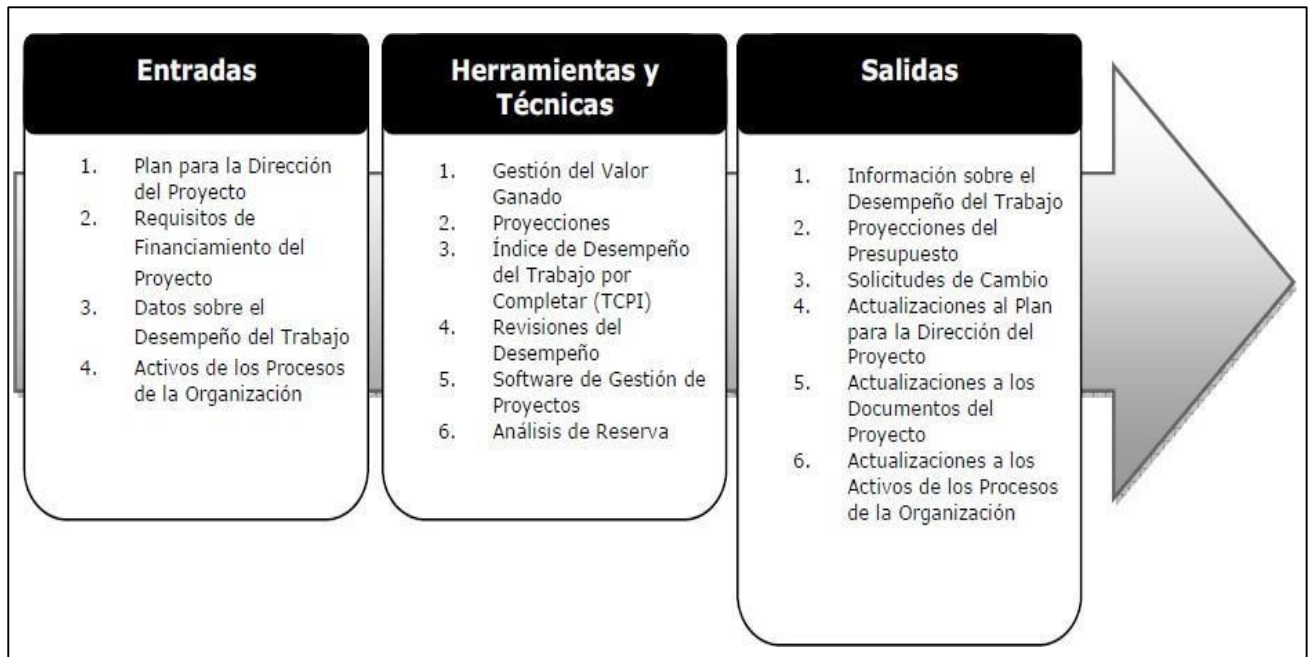 Entradas
1. Plan para la Dirección
del Proyecto
2. Requisitos de
Financiamiento del
Proyecto
3. Datos sobre el
Desempeño del Trabajo
4. Activos de los Procesos
de la Organización
Herramientas y
Técnicas
1. Gestión del Valor
Ganado
2. Proyecciones
3. Índice de Desempeño
del Trabajo por
Completar (TCPI)
4. Revisiones del
Desempeño
5. Software de Gestión de
Proyectos
6. Análisis de Reserva
Salidas
1. Información sobre el
Desempeño del Trabajo
2. Proyecciones del
Presupuesto
3. Solicitudes de Cambio
4. Actualizaciones al Plan
para la Dirección del
Proyecto
5. Actualizaciones a los
Documentos del
Proyecto
6. Actualizaciones a los
Activos de los Procesos
de la Organización